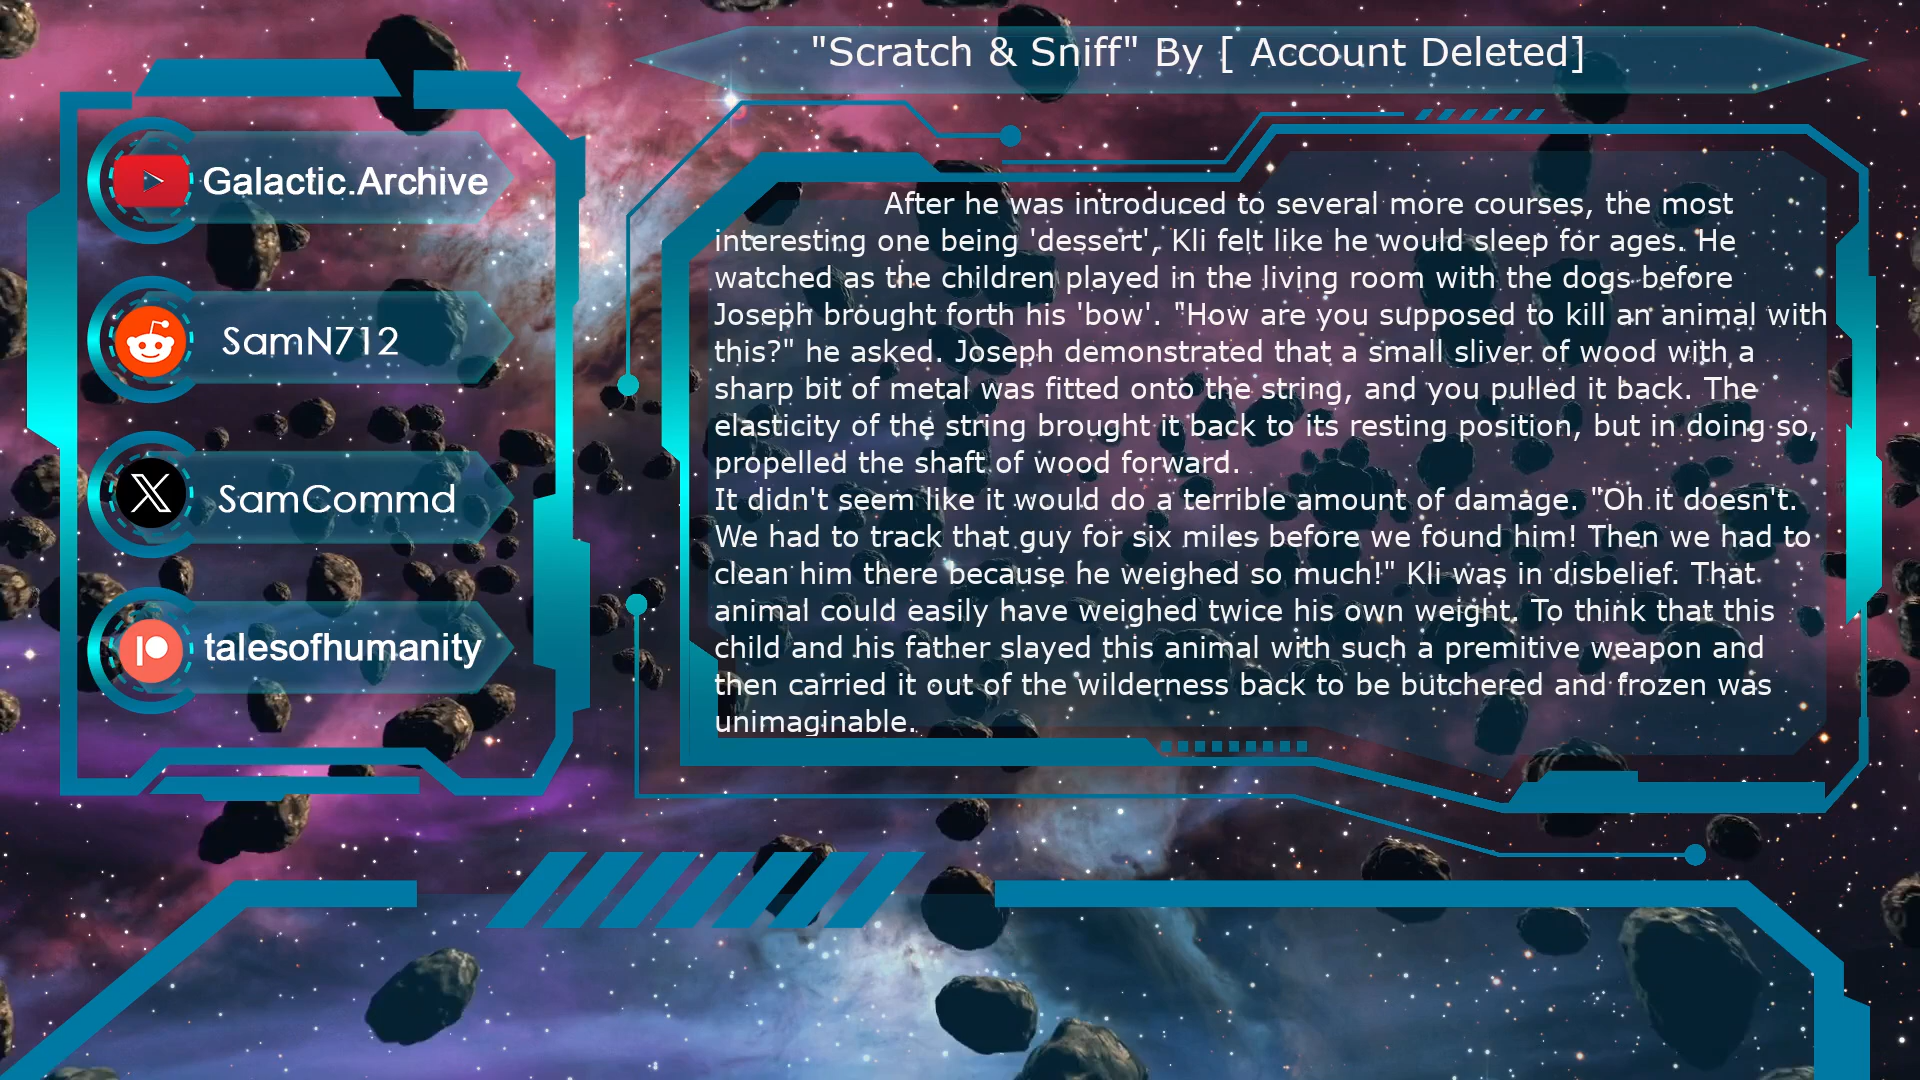 "Scratch & Sniff" By [ Account Deleted]
Galactic.Archive
SamN712
SamCommd
talesofhumanity
After he was introduced to several more courses, the most
interesting one being 'dessert', Kli felt like he would sleep for ages. He
watched as the children played in the living room with the dogs before
Joseph brought forth his 'bow'. "How are you supposed to kill an animal with
this?" he asked. Joseph demonstrated that a small sliver of wood with a
sharp bit of metal was fitted onto the string, and you pulled it back. The
elasticity of the string brought it back to its resting position, but in doing so,
propelled the shaft of wood forward.
It didn't seem like it would do a terrible amount of damage. "Oh it doesn't.
We had to track that guy for six miles before we found him! Then we had to
clean him there because he weighed so much!" Kli was in disbelief. That
animal could easily have weighed twice his own weight. To think that this
child and his father slayed this animal with such a premitive weapon and
then carried it out of the wilderness back to be butchered and frozen was
unimaginable.